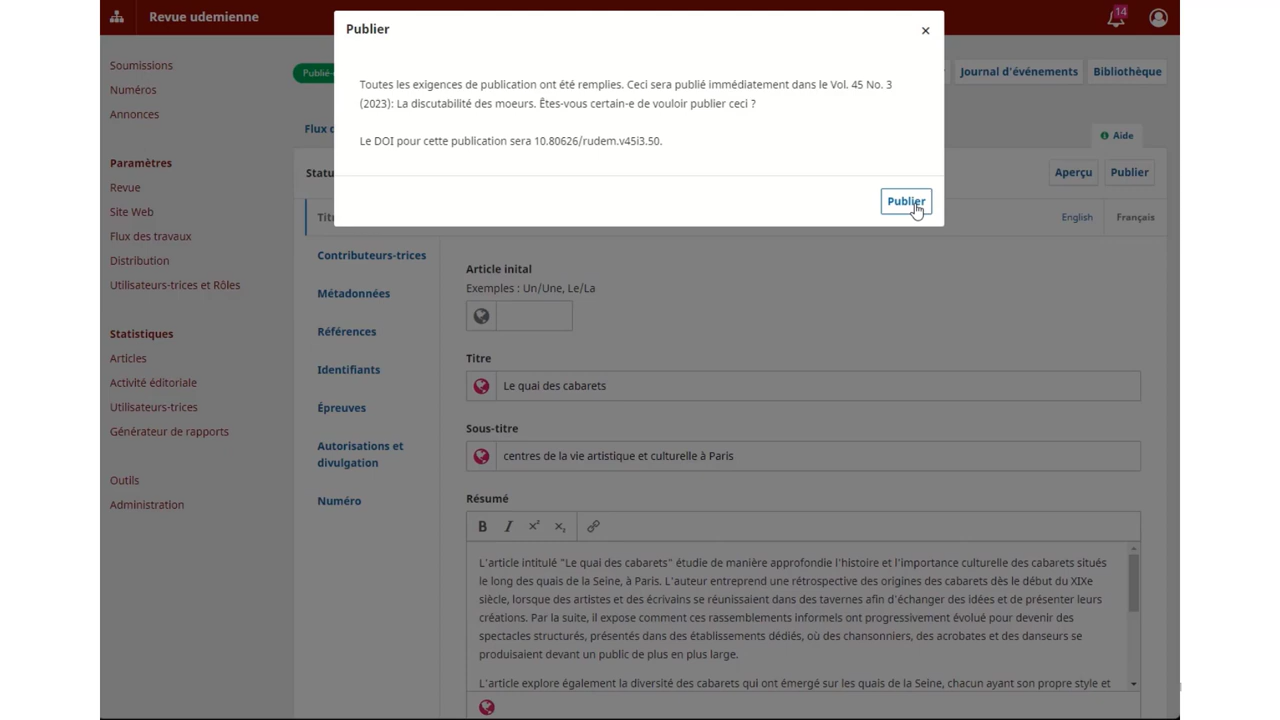 Revue udemienne
14
Publier
Toutes les exigences de publication ont été remplies. Ceci sera publié immédiatement dans le Vol. 45 No. 3
(2023): La discutabilité des moeurs. Êtes-vous certain-e de vouloir publier ceci ?
Le DOI pour cette publication sera 10.80626/rudem.v45i3.50.
Publier
Soumissions
Numéros
Annonces
Paramètres
Revue
Site Web
Flux des travaux
Distribution
Utilisateurs-trices et Rôles
Statistiques
Articles
Activité éditoriale
Utilisateurs-trices
Générateur de rapports
Outils
Administration
Publié
Journal d'événements
Bibliothèque
Flux d
Aide
Statu
Aperçu
Publier
Tit
English
Français
Contributeurs-trices
Métadonnées
Références
Identifiants
Épreuves
Autorisations et
divulgation
Numéro
Article inital
Exemples : Un/Une, Le/La
Titre
Le quai des cabarets
Sous-titre
centres de la vie artistique et culturelle à Paris
Résumé
B I x² x₂
L'article intitulé "Le quai des cabarets" étudie de manière approfondie l'histoire et l'importance culturelle des cabarets situés
le long des quais de la Seine, à Paris. L'auteur entreprend une rétrospective des origines des cabarets dès le début du XIXe
siècle, lorsque des artistes et des écrivains se réunissaient dans des tavernes afin d'échanger des idées et de présenter leurs
créations. Par la suite, il expose comment ces rassemblements informels ont progressivement évolué pour devenir des
spectacles structurés, présentés dans des établissements dédiés, où des chansonniers, des acrobates et des danseurs se
produisaient devant un public de plus en plus large.
L'article explore également la diversité des cabarets qui ont émergé sur les quais de la Seine, chacun ayant son propre style et